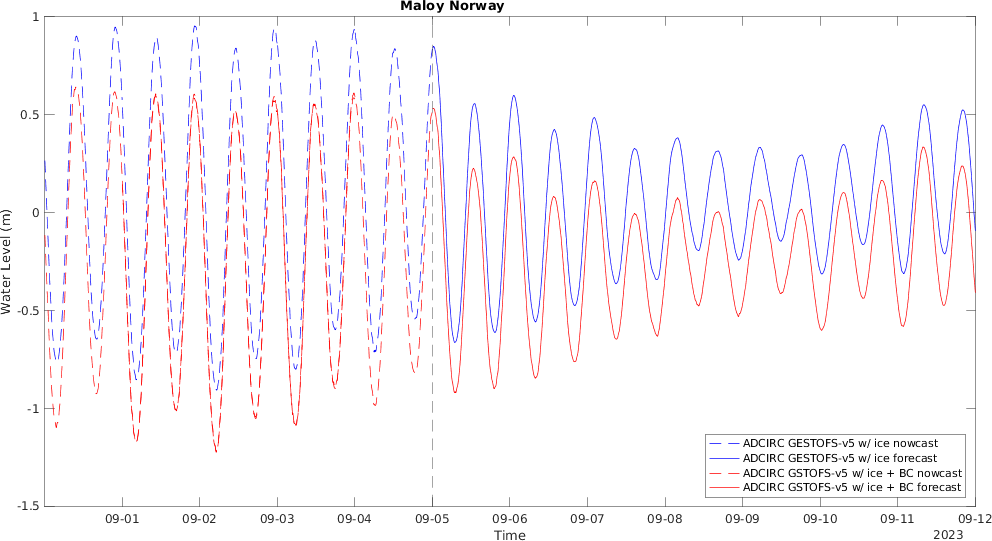 Maloy Norway
1
0.5
0
-0.5
-1
-1.5
Water Level (m)
ADCIRC GESTOFS-v5 w/ ice nowcast
ADCIRC GESTOFS-v5 w/ ice forecast
ADCIRC GSTOFS-v5 w/ ice + BC nowcast
ADCIRC GSTOFS-v5 w/ ice + BC forecast
09-01 09-02 09-03 09-04 09-05 09-06 09-07 09-08 09-09 09-10 09-11 09-12
Time
2023